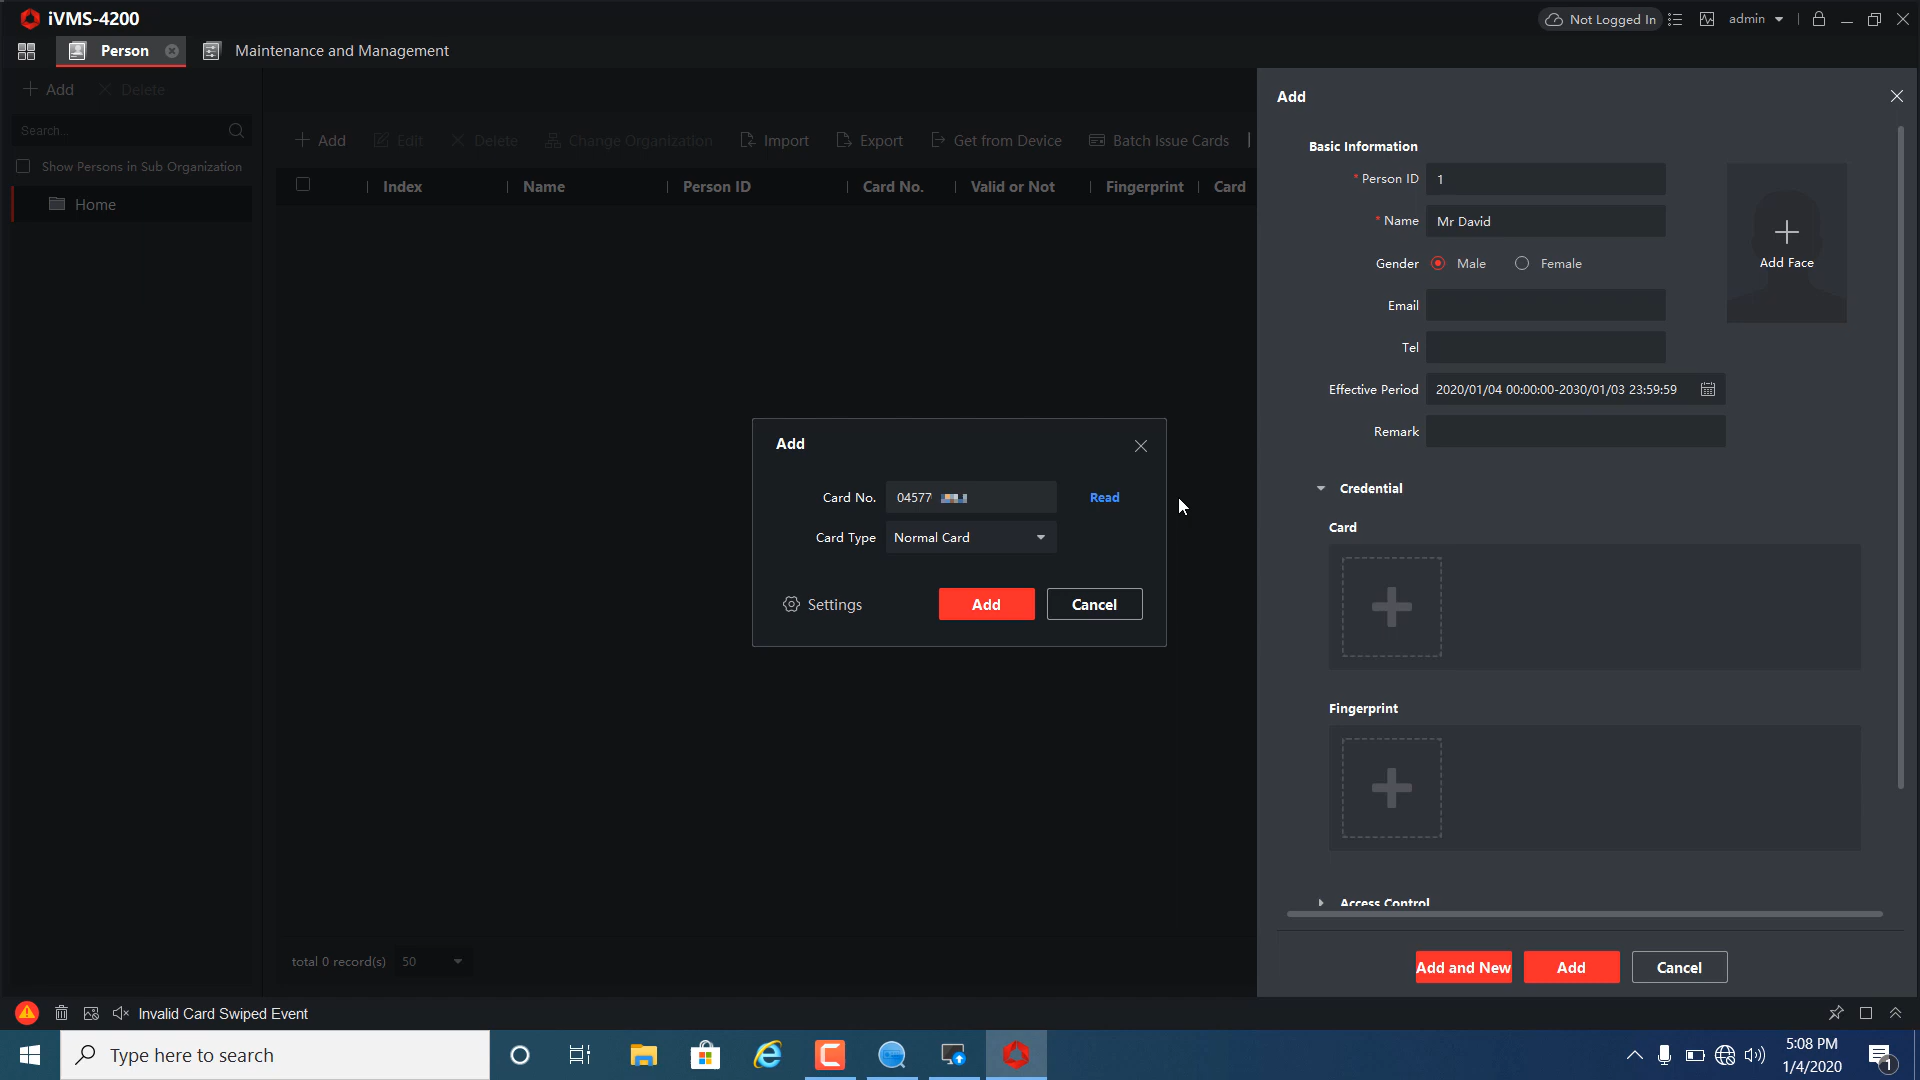 iVMS-4200
Not Logged In
admin
Person
Maintenance and Management
Add Delete
Search...
Show Persons in Sub Organization
Home
Add Edit Delete Change Organization Import Export Get from Device Batch Issue Cards
Index Name Person ID Card No. Valid or Not Fingerprint Card
total 0 record(s) 50
Add
Card No. 04577 Read
Card Type Normal Card
Settings Add Cancel
Add
Basic Information
* Person ID 1
* Name Mr David
Gender Male Female
Email
Tel
Effective Period 2020/01/04 00:00:00-2030/01/03 23:59:59
Remark
Add Face
Credential
Card
Fingerprint
Access Control
Add and New Add Cancel
Invalid Card Swiped Event
Type here to search
5:08 PM
1/4/2020
1